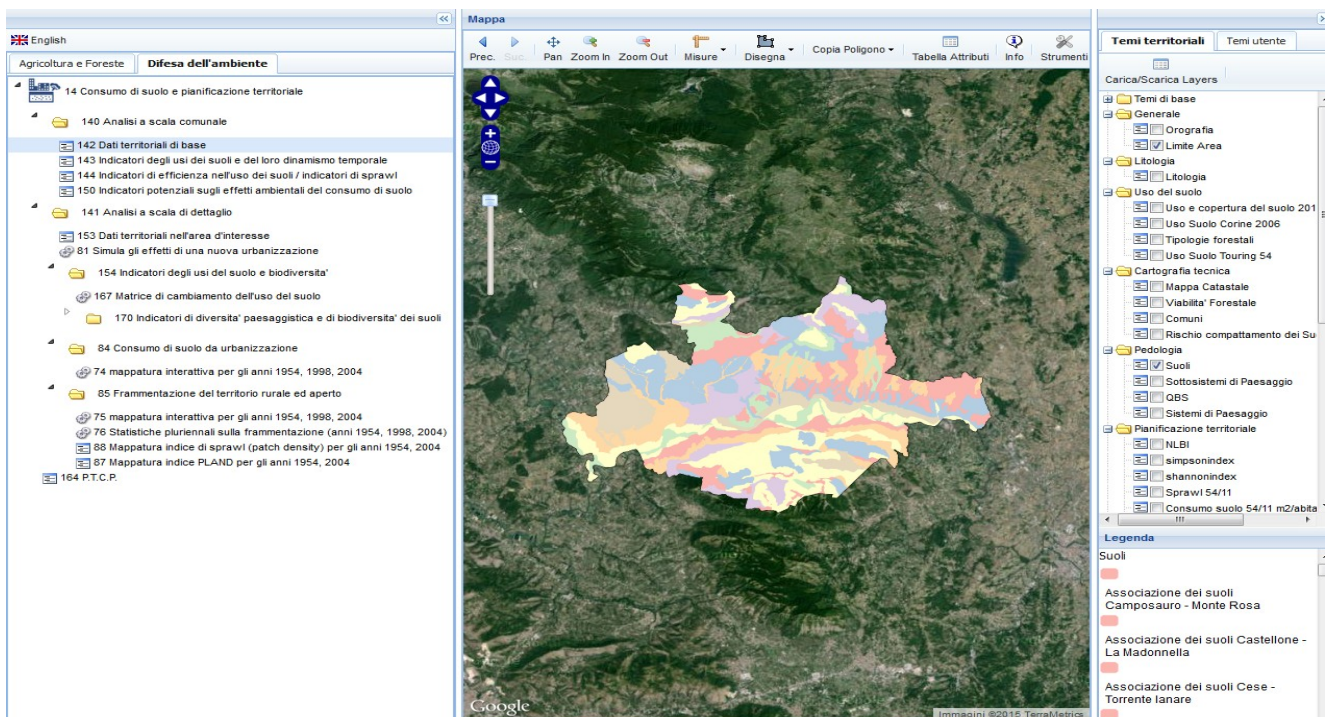 English
Agricoltura e Foreste
Difesa dell'ambiente
14 Consumo di suolo e pianificazione territoriale
140 Analisi a scala comunale
142 Dati territoriali di base
143 Indicatori degli usi dei suoli e del loro dinamismo temporale
144 Indicatori di efficienza nell'uso dei suoli / indicatori di sprawl
150 Indicatori potenziali sugli effetti ambientali del consumo di suolo
141 Analisi a scala di dettaglio
153 Dati territoriali nell'area d'interesse
81 Simula gli effetti di una nuova urbanizzazione
154 Indicatori degli usi del suolo e biodiversita'
167 Matrice di cambiamento dell'uso del suolo
170 Indicatori di diversita' paesaggistica e di biodiversita' dei suoli
84 Consumo di suolo da urbanizzazione
74 mappatura interattiva per gli anni 1954, 1998, 2004
85 Frammentazione del territorio rurale ed aperto
75 mappatura interattiva per gli anni 1954, 1998, 2004
76 Statistiche pluriennali sulla frammentazione (anni 1954, 1998, 2004)
88 Mappatura indice di sprawl (patch density) per gli anni 1954, 2004
87 Mappatura indice PLAND per gli anni 1954, 2004
164 P.T.C.P.
Mappa
Prec.
Suc.
Pan
Zoom In
Zoom Out
Misure
Disegna
Copia Poligono
Tabella Attributi
Info
Strumenti
Google
Immagini ©2015 TerraMetrics
Temi territoriali
Temi utente
Carica/Scarica Layers
Temi di base
Generale
Orografia
Limite Area
Litologia
Litologia
Uso del suolo
Uso e copertura del suolo 201
Uso Suolo Corine 2006
Tipologie forestali
Uso Suolo Touring 54
Cartografia tecnica
Mappa Catastale
Viabilita' Forestale
Comuni
Rischio compattamento dei Su
Pedologia
Suoli
Sottosistemi di Paesaggio
QBS
Sistemi di Paesaggio
Pianificazione territoriale
NLBI
simpsonindex
shannonindex
Sprawl 54/11
Consumo suolo 54/11 m2/abita
Legenda
Suoli
Associazione dei suoli
Camposauro - Monte Rosa
Associazione dei suoli Castellone -
La Madonnella
Associazione dei suoli Cese -
Torrente Ianare